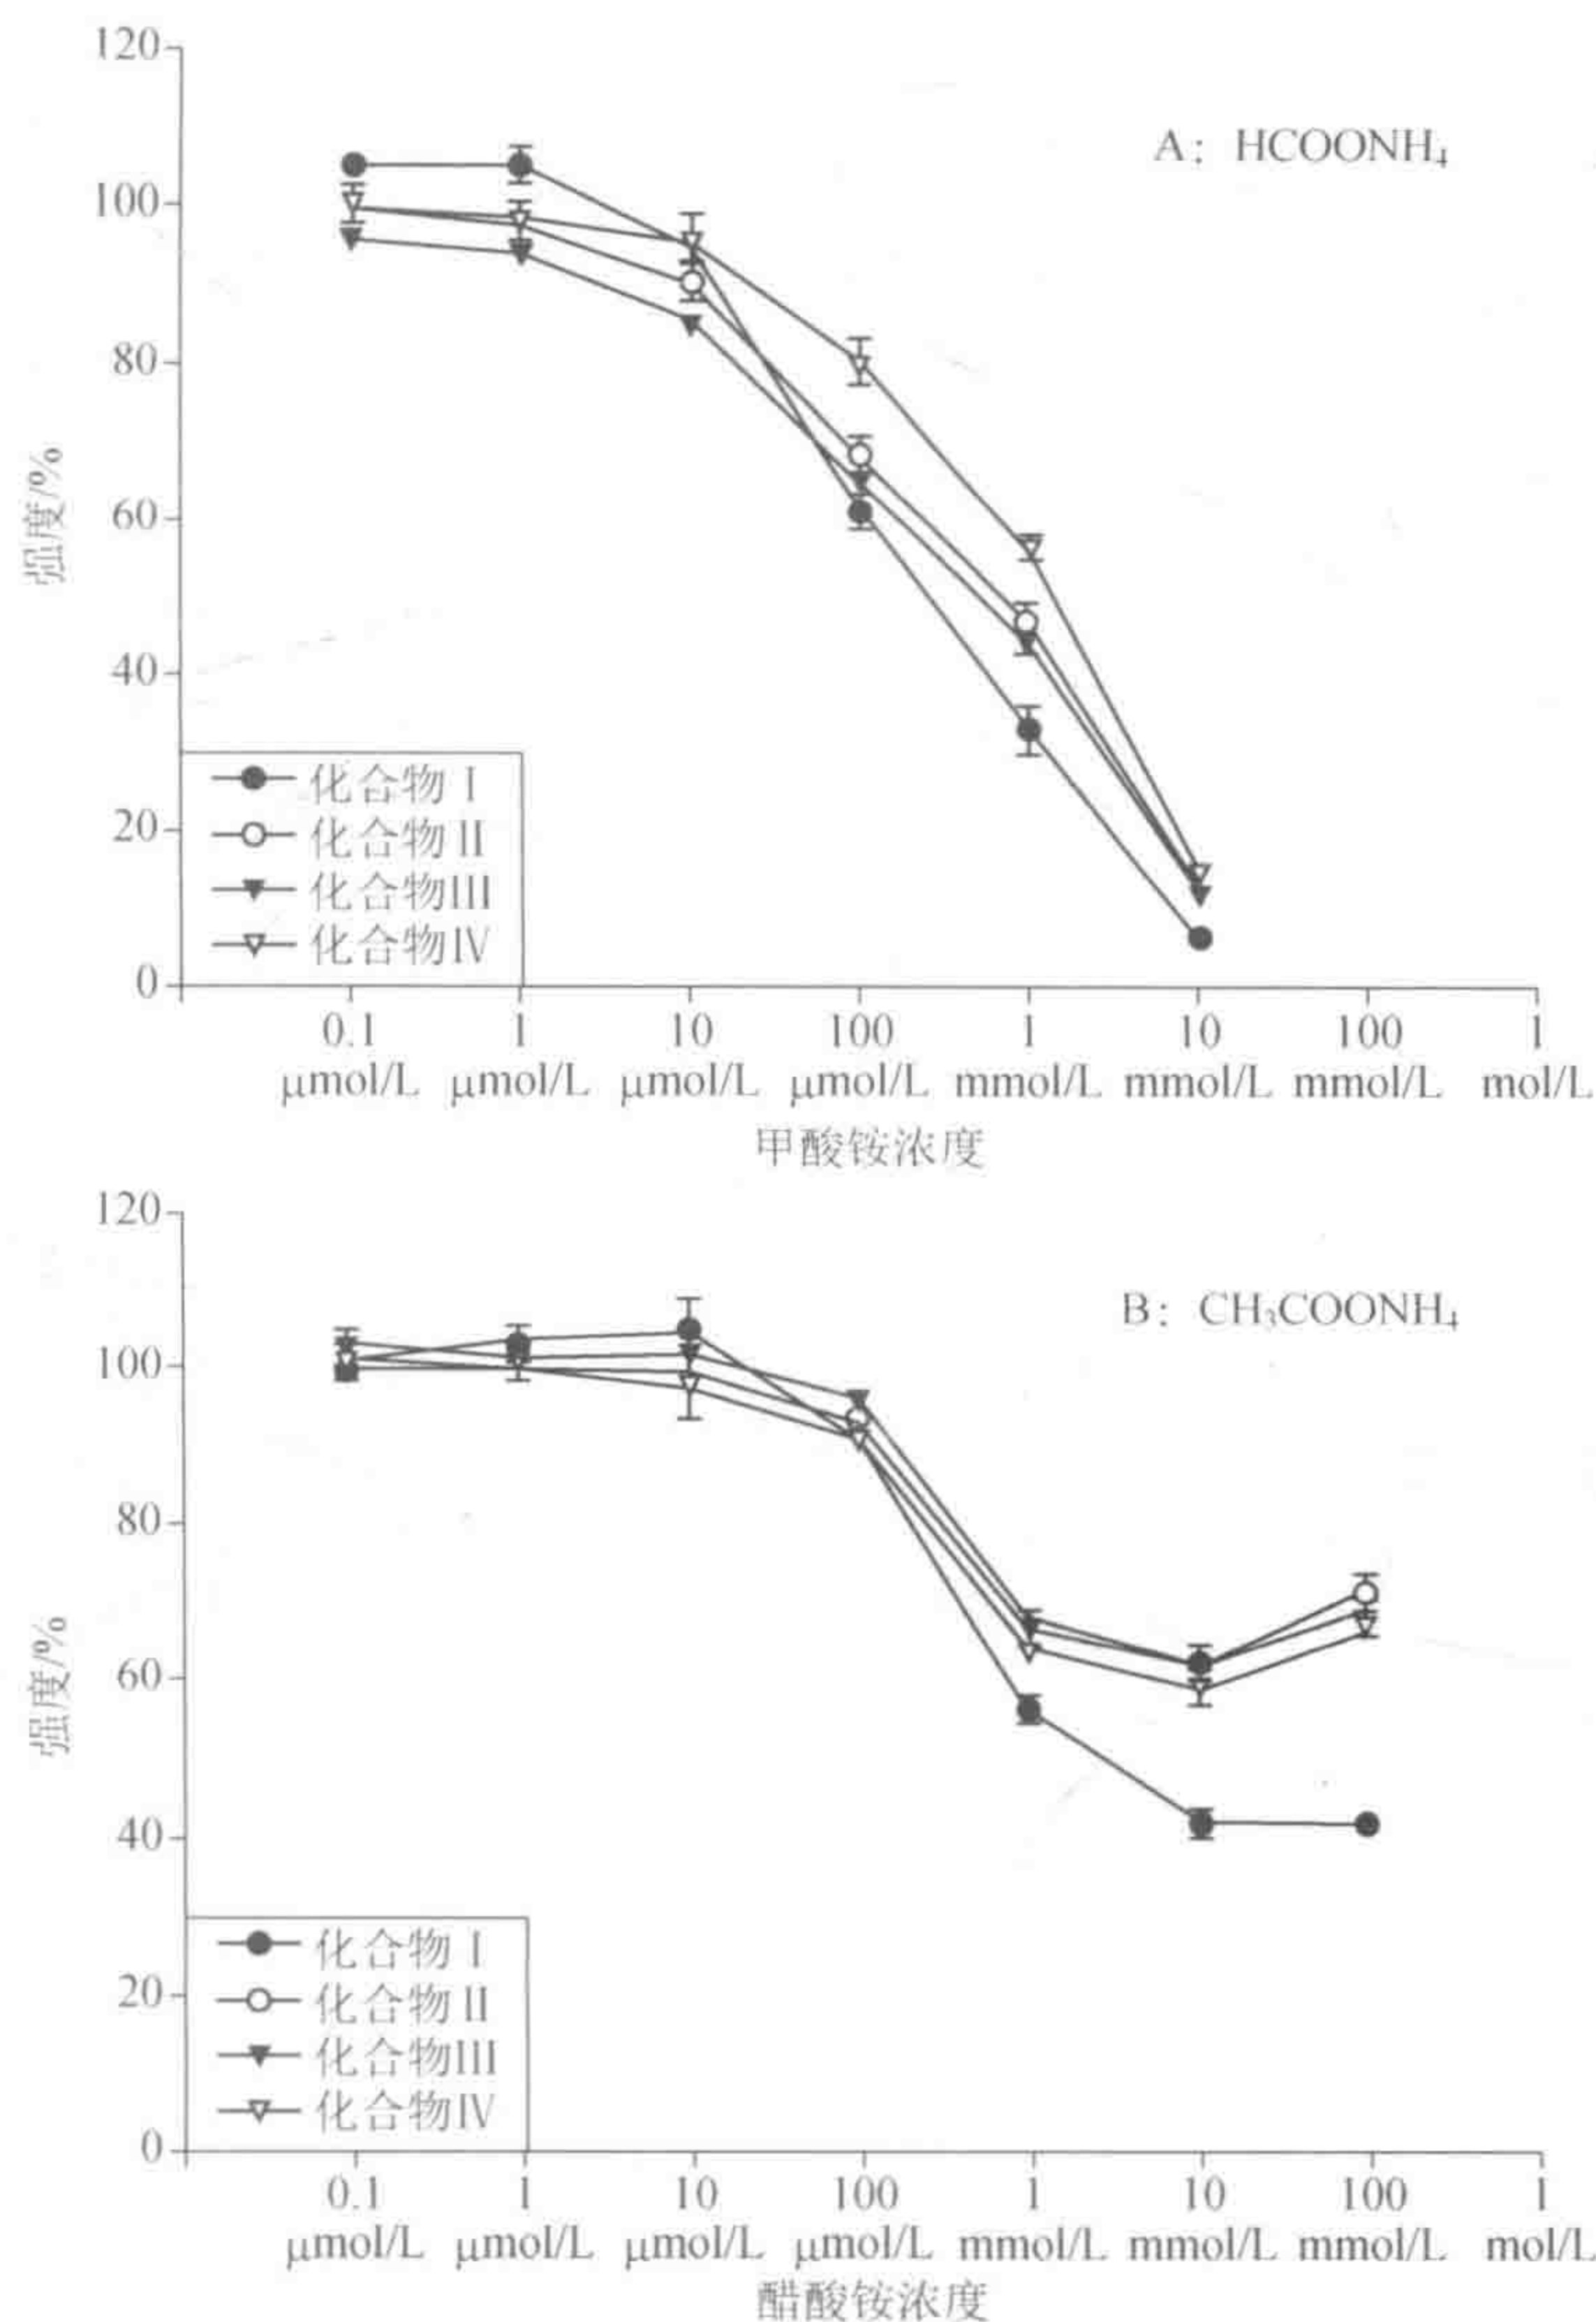 120
100
80
60
40
20
0
强度/%
A: HCOONH₄
化合物 I
化合物 II
化合物III
化合物IV
0.1 1 10 100 1 10 100 1
μmol/L μmol/L μmol/L μmol/L mmol/L mmol/L mmol/L mol/L
甲酸铵浓度
120
100
80
60
40
20
0
强度/%
B: CH₃COONH₄
化合物 I
化合物 II
化合物III
化合物IV
0.1 1 10 100 1 10 100 1
μmol/L μmol/L μmol/L μmol/L mmol/L mmol/L mmol/L mol/L
醋酸铵浓度